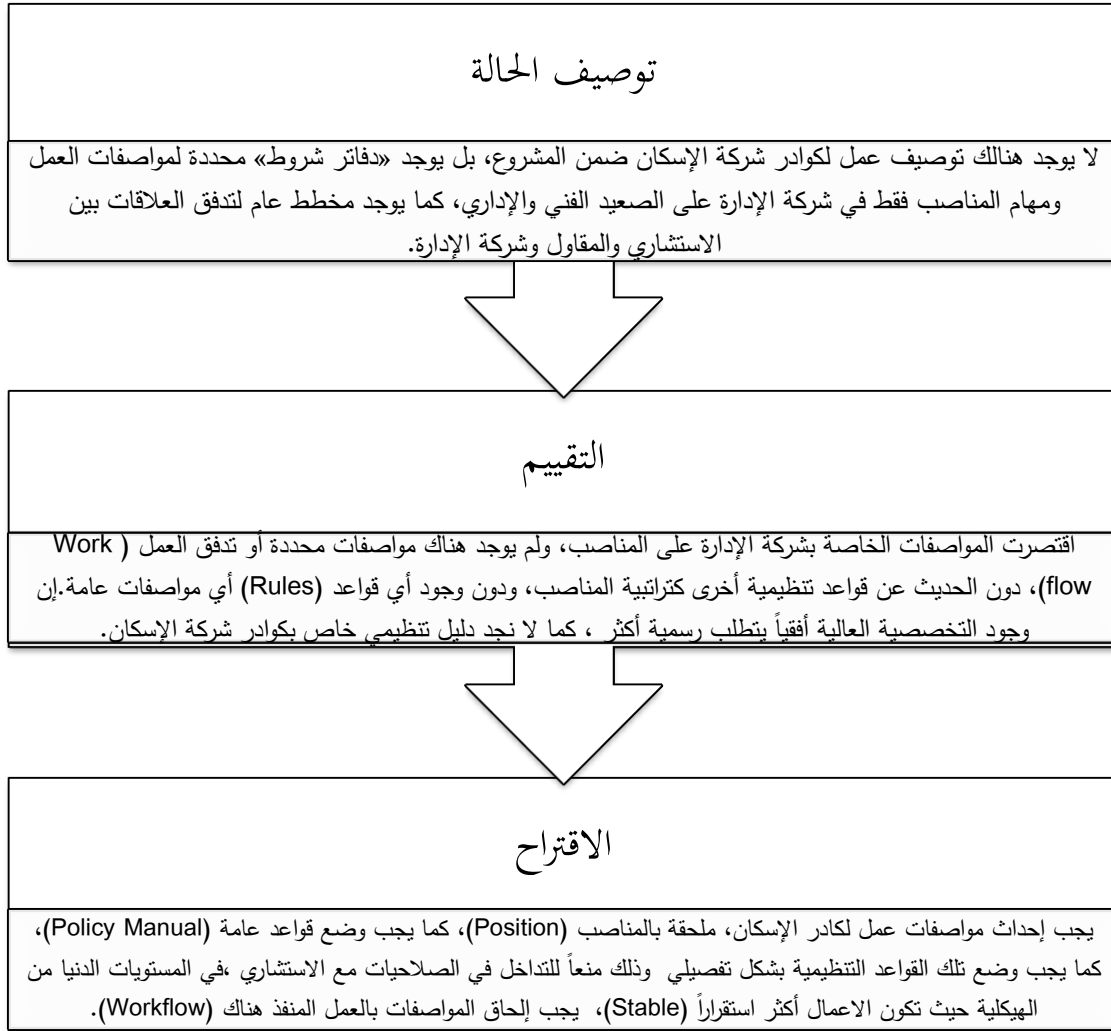 توصيف الحالة
لا يوجد هنالك توصيف عمل لكوادر شركة الإسكان ضمن المشروع، بل يوجد «دفاتر شروط» محددة لمواصفات العمل
ومهام المناصب فقط في شركة الإدارة على الصعيد الفني والإداري، كما يوجد مخطط عام لتدفق العلاقات بين
الاستشاري والمقاول وشركة الإدارة.
التقييم
اقتصرت المواصفات الخاصة بشركة الإدارة على المناصب، ولم يوجد هناك مواصفات محددة أو تدفق العمل ( Work
flow)، دون الحديث عن قواعد تنظيمية أخرى كتراتبية المناصب، ودون وجود أي قواعد (Rules) أي مواصفات عامة.إن
وجود التخصصية العالية أفقياً يتطلب رسمية أكثر ، كما لا نجد دليل تنظيمي خاص بكوادر شركة الإسكان.
الاقتراح
يجب إحداث مواصفات عمل لكادر الإسكان، ملحقة بالمناصب (Position)، كما يجب وضع قواعد عامة (Policy Manual)،
كما يجب وضع تلك القواعد التنظيمية بشكل تفصيلي وذلك منعاً للتداخل في الصلاحيات مع الاستشاري ،في المستويات الدنيا من
الهيكلية حيث تكون الاعمال أكثر استقراراً (Stable)، يجب إلحاق المواصفات بالعمل المنفذ هناك (Workflow).